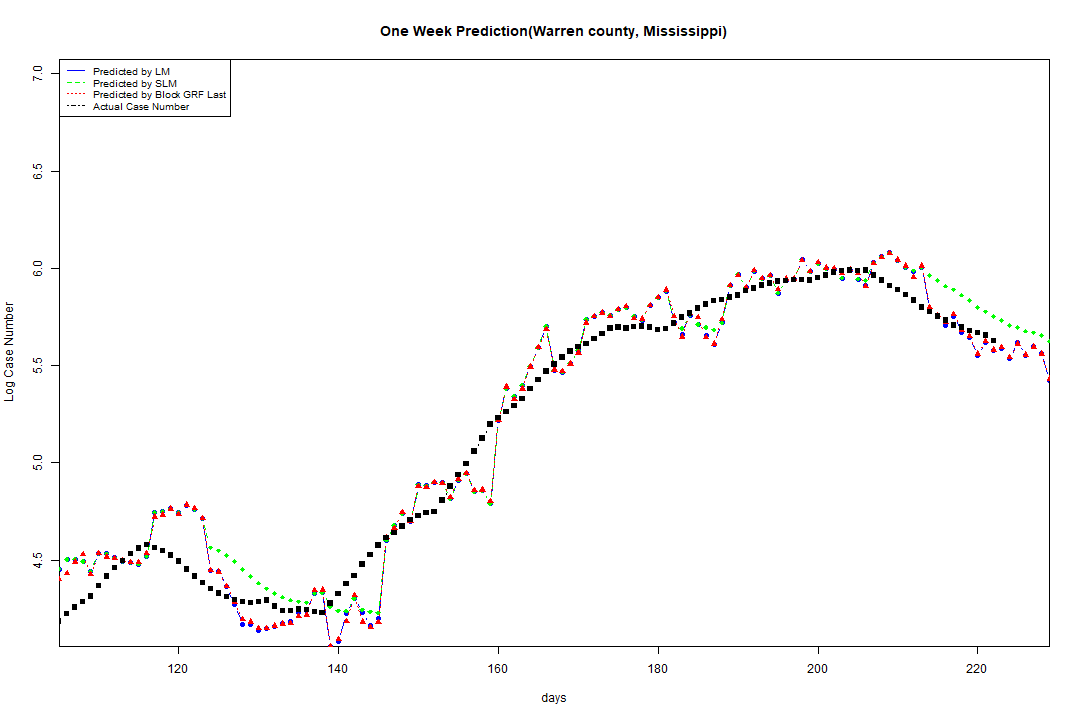 One Week Prediction(Warren county, Mississippi)
Predicted by LM
Predicted by SLM
Predicted by Block GRF Last
Actual Case Number
7.0
6.5
6.0
5.5
5.0
4.5
Log Case Number
120 140 160 180 200 220
days